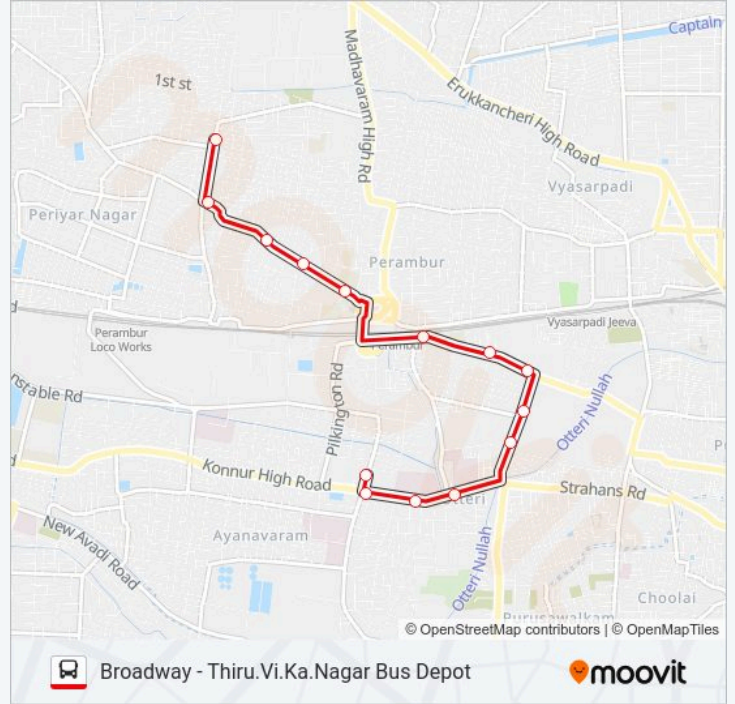 Captain
1st st
Madhavaram High Rd
Erukkancheri High Road
Vyasarpadi
Periyar Nagar
Perambur
Perambur
Loco Works
Vyasarpadi Jeeva
Perambur
nstable Rd
Pilkington Rd
Otteri Nullah
Konnur High Road
Strahans Rd
Otteri
New Avadi Road
Ayanavaram
Otteri Nullah
Choolai
Purusawalkam
© OpenStreetMap contributors | © OpenMapTiles
Broadway - Thiru.Vi.Ka.Nagar Bus Depot
moovit